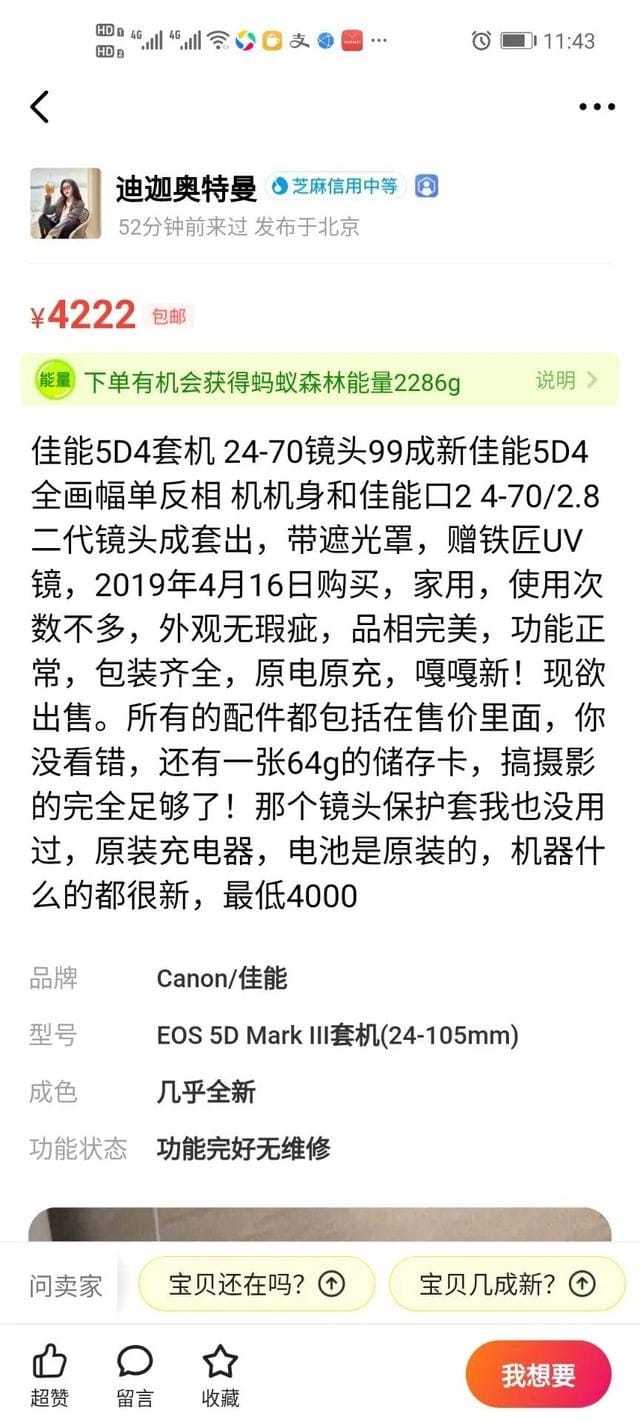 HD 1 4G 4G 11:43
HD 2
迪迦奥特曼 芝麻信用中等
52分钟前来过 发布于北京
¥4222 包邮
能量 下单有机会获得蚂蚁森林能量2286g 说明
佳能5D4套机 24-70镜头99成新佳能5D4
全画幅单反相 机机身和佳能口2 4-70/2.8
二代镜头成套出，带遮光罩，赠铁匠UV
镜，2019年4月16日购买，家用，使用次
数不多，外观无瑕疵，品相完美，功能正
常，包装齐全，原电原充，嘎嘎新！现欲
出售。所有的配件都包括在售价里面，你
没看错，还有一张64g的储存卡，搞摄影
的完全足够了！那个镜头保护套我也没用
过，原装充电器，电池是原装的，机器什
么的都很新，最低4000
品牌 Canon/佳能
型号 EOS 5D Mark III套机(24-105mm)
成色 几乎全新
功能状态 功能完好无维修
问卖家 宝贝还在吗？ 宝贝几成新？
超赞 留言 收藏 我想要